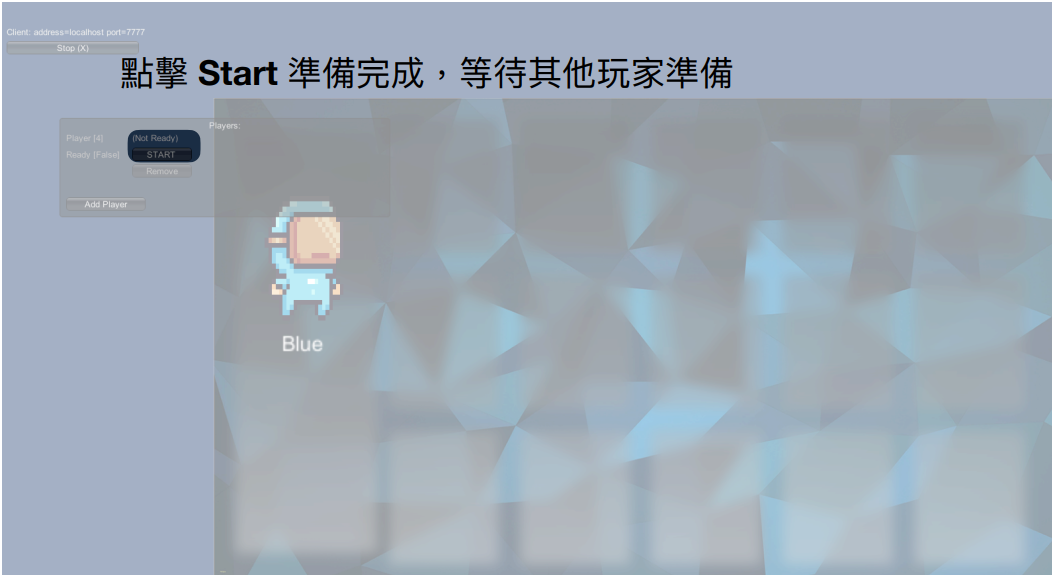 Client: address=localhost port=7777
Stop (X)
點擊 Start 準備完成，等待其他玩家準備
Players:
Player [4] (Not Ready)
Ready [False] START
Remove
Add Player
Blue